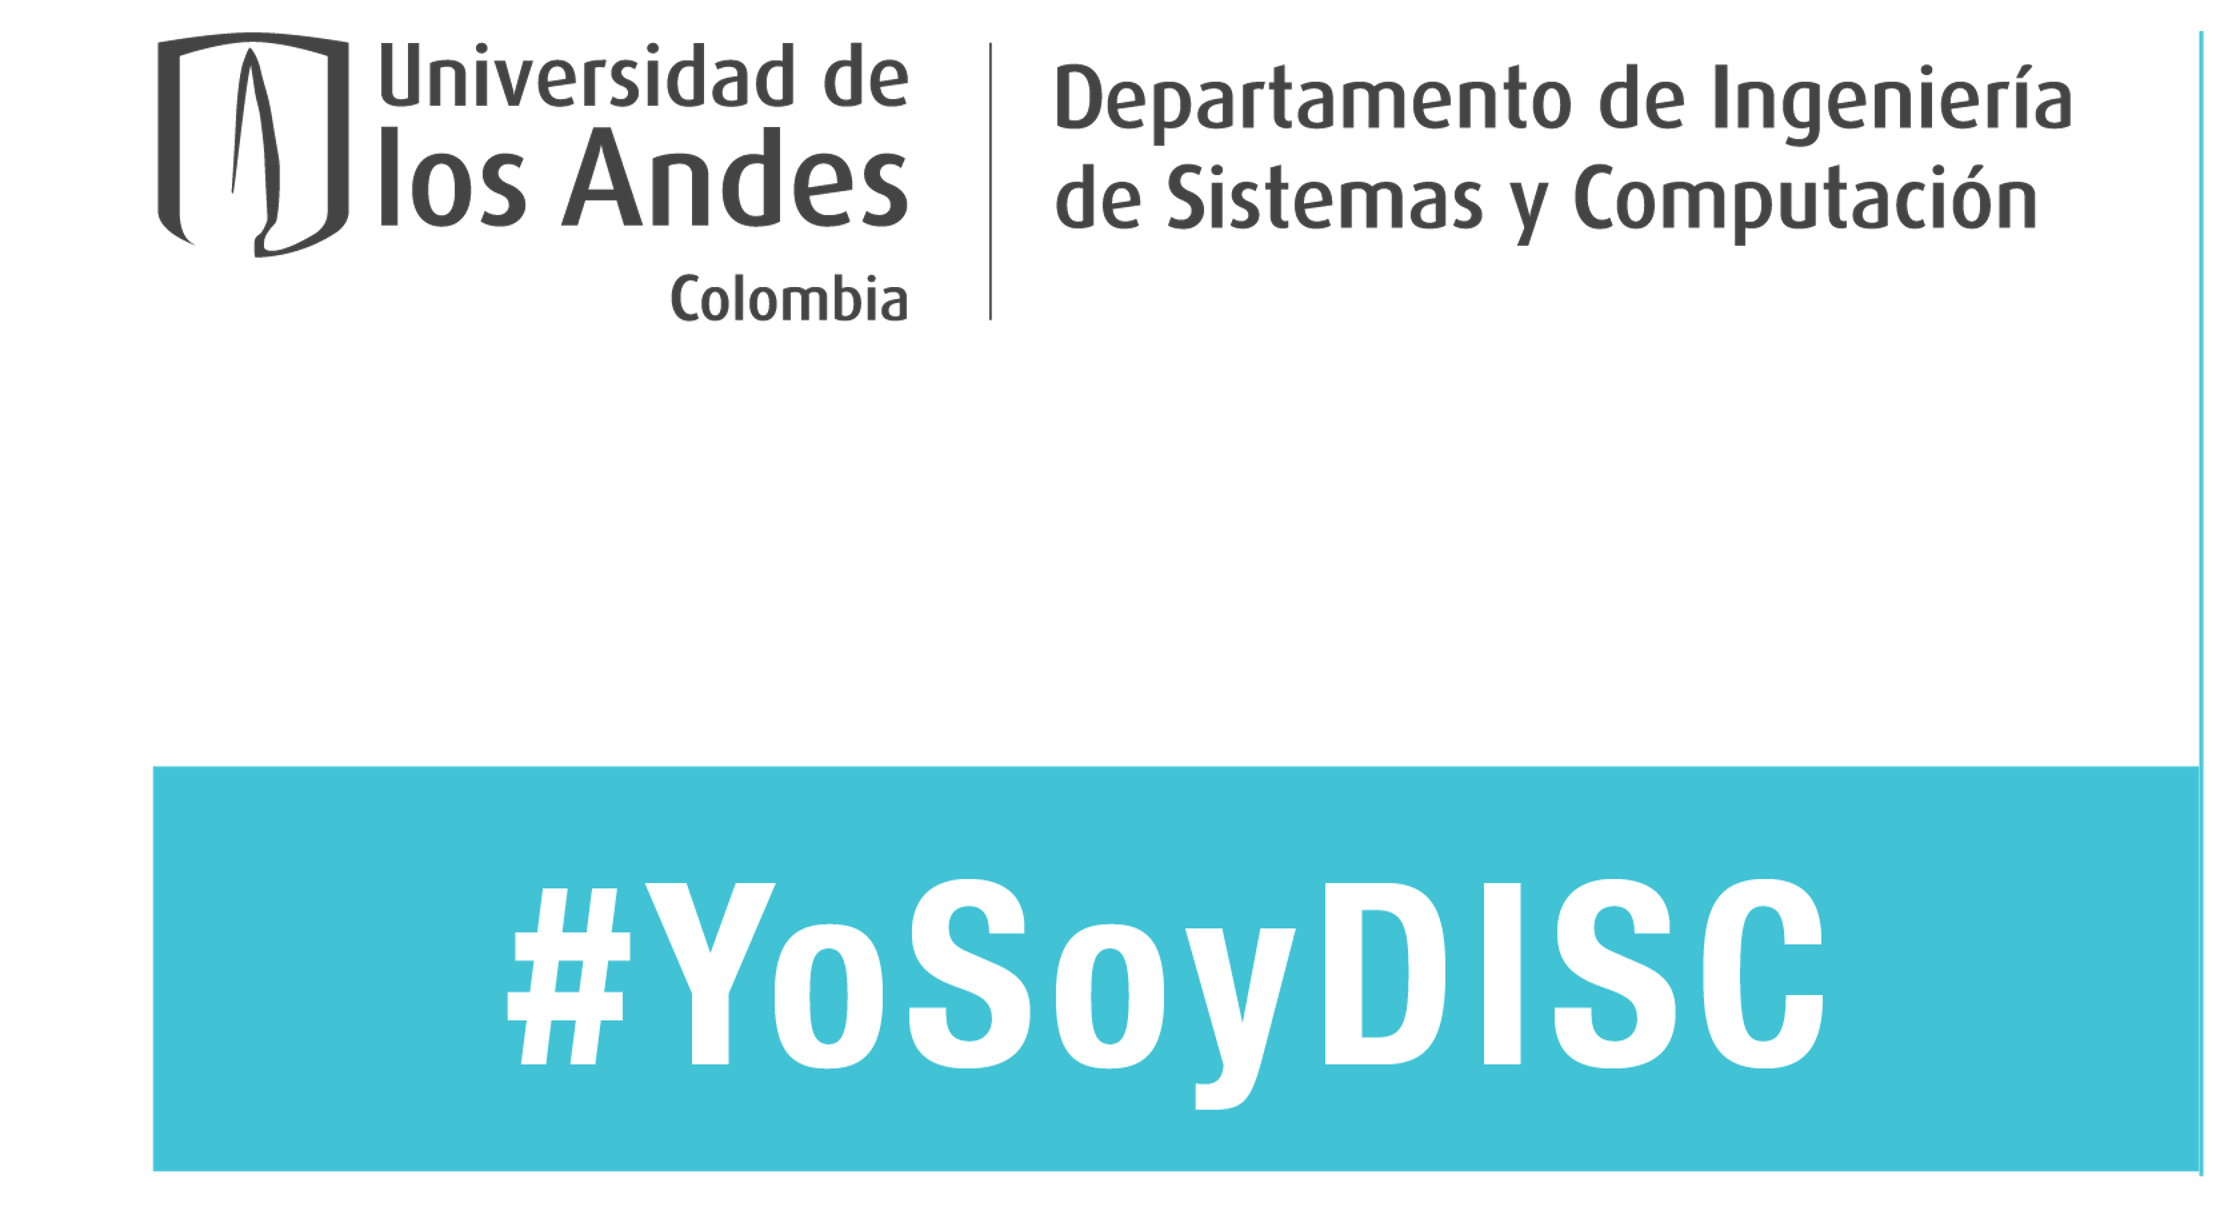 Universidad de
los Andes
Colombia
Departamento de Ingeniería
de Sistemas y Computación
#YoSoyDISC